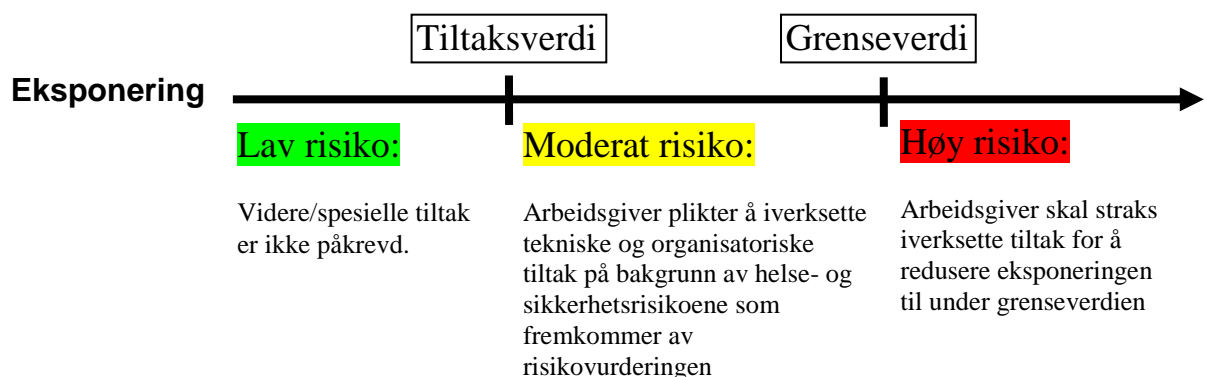 Tiltaksverdi
Grenseverdi
Eksponering
Lav risiko:
Videre/spesielle tiltak
er ikke påkrevd.
Moderat risiko:
Arbeidsgiver plikter å iverksette
tekniske og organisatoriske
tiltak på bakgrunn av helse- og
sikkerhetsrisikoene som
fremkommer av
risikovurderingen
Høy risiko:
Arbeidsgiver skal straks
iverksette tiltak for å
redusere eksponeringen
til under grenseverdien